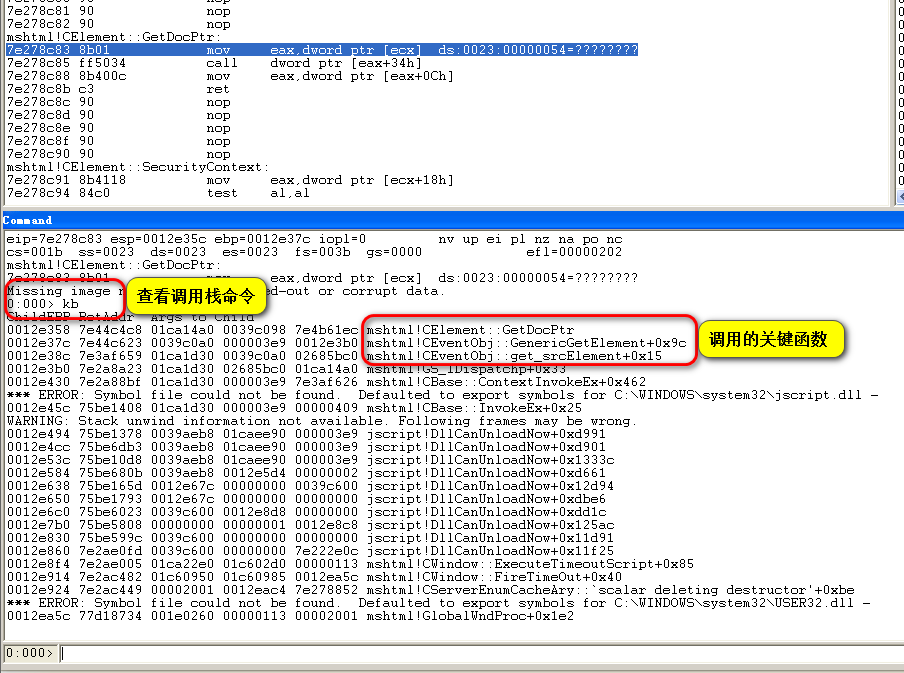 7e278c80 90 nop
7e278c81 90 nop
7e278c82 90 nop
mshtml!CElement::GetDocPtr:
7e278c83 8b01 mov eax,dword ptr [ecx] ds:0023:00000054=????????
7e278c85 ff5034 call dword ptr [eax+34h]
7e278c88 8b400c mov eax,dword ptr [eax+0Ch]
7e278c8b c3 ret
7e278c8c 90 nop
7e278c8d 90 nop
7e278c8e 90 nop
7e278c8f 90 nop
7e278c90 90 nop
mshtml!CElement::SecurityContext:
7e278c91 8b4118 mov eax,dword ptr [ecx+18h]
7e278c94 84c0 test al,al
Command
eip=7e278c83 esp=0012e35c ebp=0012e37c iopl=0 nv up ei pl nz na po nc
cs=001b ss=0023 ds=0023 es=0023 fs=003b gs=0000 efl=00000202
mshtml!CElement::GetDocPtr:
7e278c83 8b01 ds:0023:00000054=????????
Missing image or corrupt data.
0:000> kb
查看调用栈命令
ChildEBP RetAddr Args to Child
0012e358 7e44c4c8 01ca14a0 0039c098 7e4b61ec mshtml!CElement::GetDocPtr
0012e37c 7e44c623 0039c0a0 000003e9 0012e3b0 mshtml!CEventObj::GenericGetElement+0x9c
调用的关键函数
0012e38c 7e3af659 01ca1d30 0039c0a0 02685bc0 mshtml!CEventObj::get_srcElement+0x15
0012e3b0 7e2a8a23 01ca1d30 02685bc0 01ca14a0 mshtml!GS_IDispatchp+0x33
0012e430 7e2a88bf 01ca1d30 000003e9 7e3af626 mshtml!CBase::ContextInvokeEx+0x462
*** ERROR: Symbol file could not be found. Defaulted to export symbols for C:\WINDOWS\system32\jscript.dll -
0012e45c 75be1408 01ca1d30 000003e9 00000409 mshtml!CBase::InvokeEx+0x25
WARNING: Stack unwind information not available. Following frames may be wrong.
0012e494 75be1378 0039aeb8 01caee90 000003e9 jscript!DllCanUnloadNow+0xd991
0012e4cc 75be6db3 0039aeb8 01caee90 000003e9 jscript!DllCanUnloadNow+0xd901
0012e53c 75be10d8 0039aeb8 01caee90 000003e9 jscript!DllCanUnloadNow+0x1333c
0012e584 75be680b 0039aeb8 0012e5d4 00000002 jscript!DllCanUnloadNow+0xd661
0012e638 75be165d 0012e67c 00000000 0039c600 jscript!DllCanUnloadNow+0x12d94
0012e650 75be1793 0012e67c 00000000 00000000 jscript!DllCanUnloadNow+0xdbe6
0012e6c0 75be6023 0039c600 0012e8d8 00000000 jscript!DllCanUnloadNow+0xdd1c
0012e7b0 75be5808 00000000 00000001 0012e8c8 jscript!DllCanUnloadNow+0x125ac
0012e830 75be599c 0039c600 00000000 00000000 jscript!DllCanUnloadNow+0x11d91
0012e860 7e2ae0fd 0039c600 00000000 7e222e0c jscript!DllCanUnloadNow+0x11f25
0012e8f4 7e2ae005 01ca22e0 01c602d0 00000113 mshtml!CWindow::ExecuteTimeoutScript+0x85
0012e914 7e2ac482 01c60950 01c60985 0012ea5c mshtml!CWindow::FireTimeOut+0x40
0012e924 7e2ac449 00002001 0012eac4 7e278852 mshtml!CServerEnumCacheAry::`scalar deleting destructor'+0xbe
*** ERROR: Symbol file could not be found. Defaulted to export symbols for C:\WINDOWS\system32\USER32.dll -
0012ea5c 77d18734 001e0260 00000113 00002001 mshtml!GlobalWndProc+0x1e2
0:000>